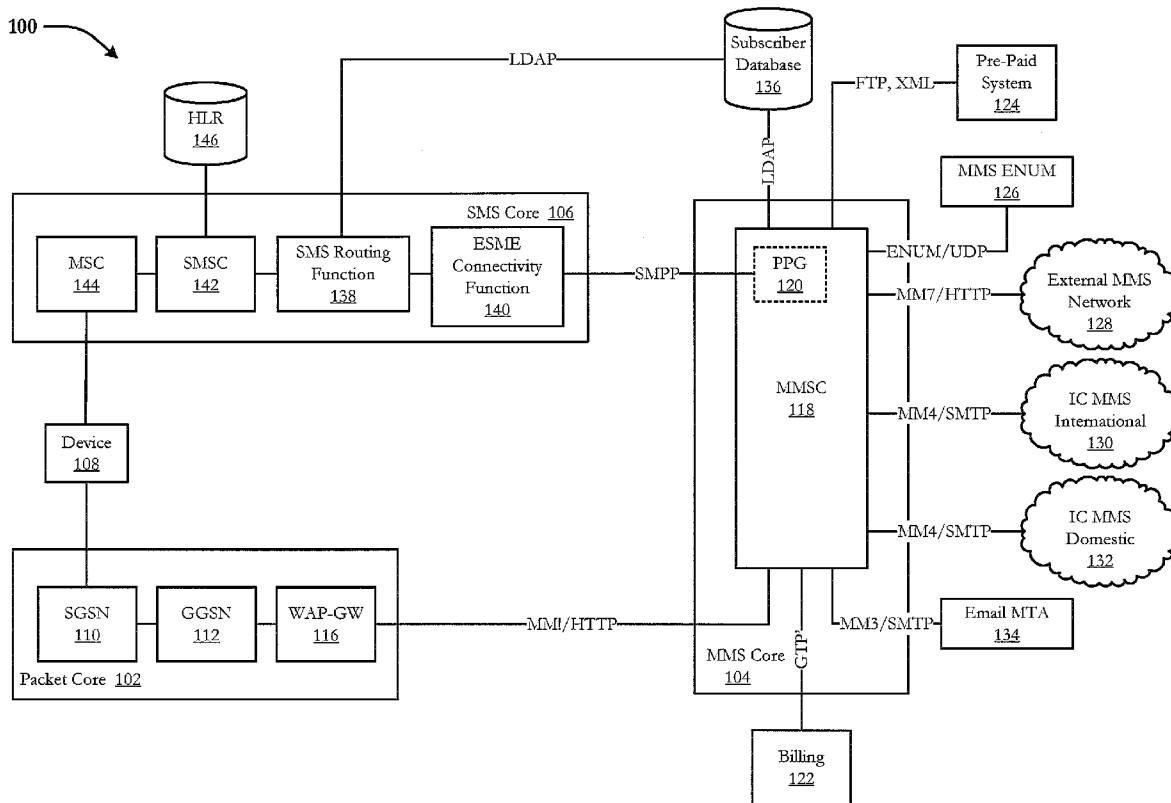 100
Subscriber
Database
136
LDAP
FTP, XML
Pre-Paid
System
124
HLR
146
LDAP
MMS ENUM
126
SMS Core 106
MSC
144
SMSC
142
SMS Routing
Function
138
ESME
Connectivity
Function
140
SMPP
PPG
120
ENUM/UDP
MM7/HTTP
External MMS
Network
128
MMSC
118
MM4/SMTP
IC MMS
International
130
Device
108
MM4/SMTP
IC MMS
Domestic
132
SGSN
110
GGSN
112
WAP-GW
116
MM!/HTTP
Packet Core 102
MM3/SMTP
Email MTA
134
GTP'
MMS Core
104
Billing
122